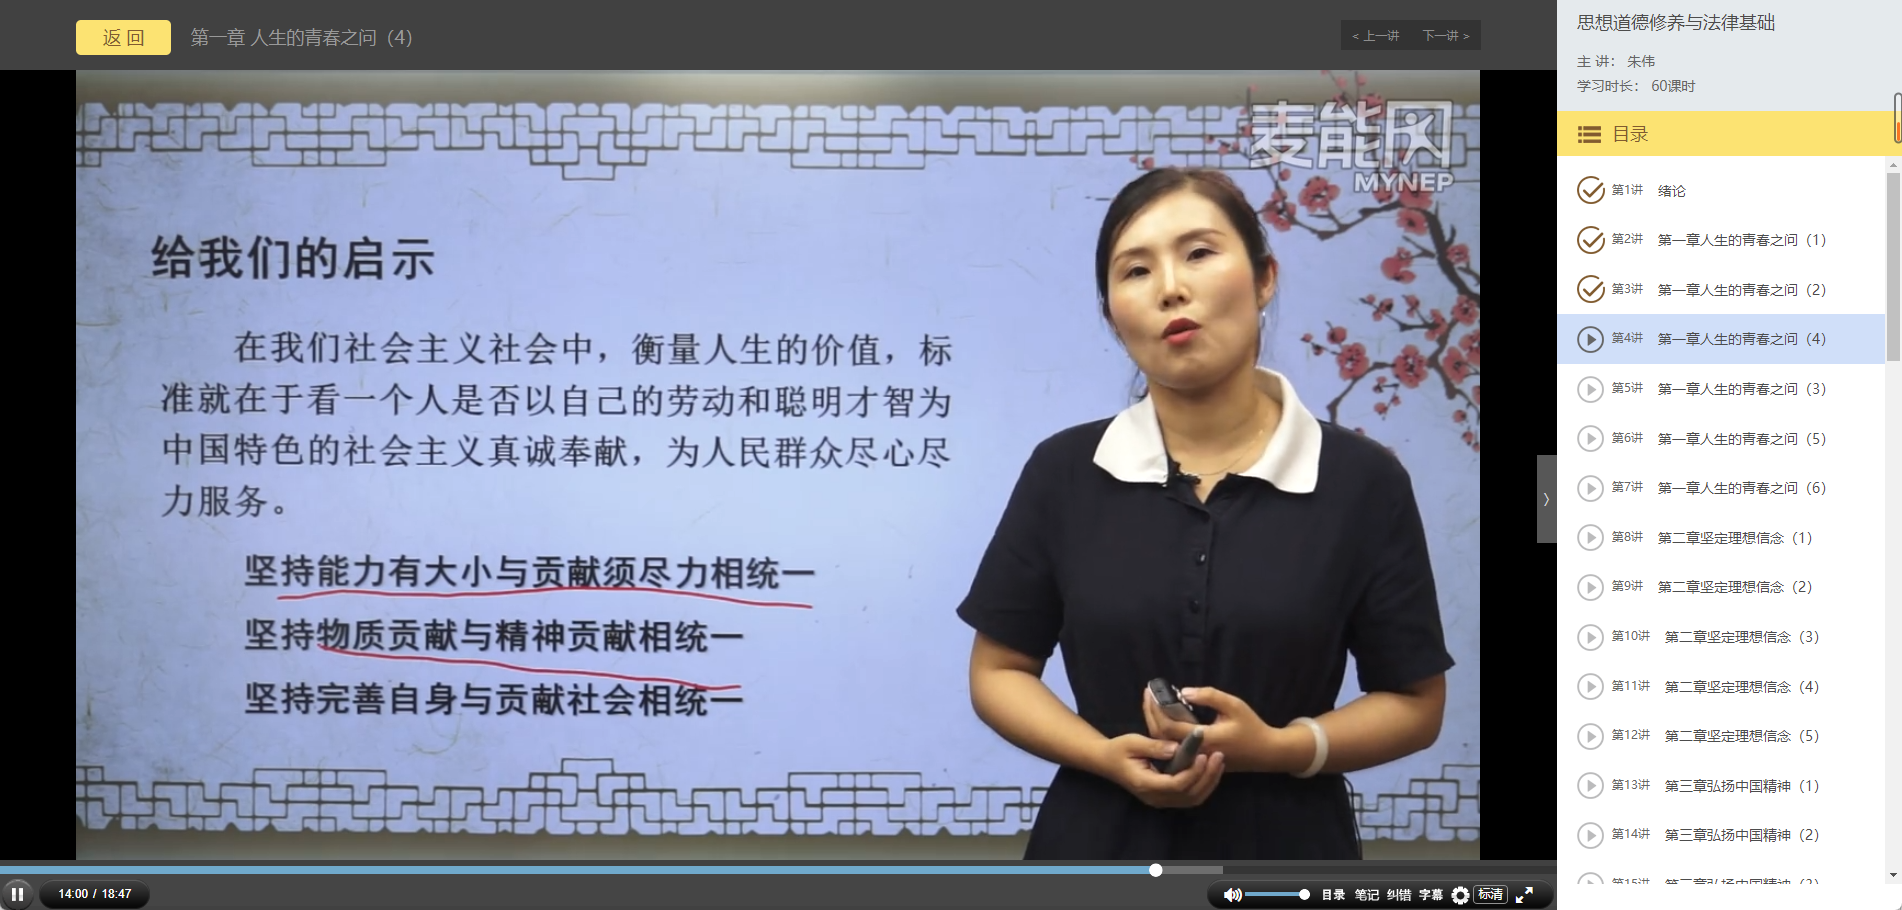 返 回
第一章 人生的青春之问（4）
< 上一讲 下一讲 >
麦能网
MYNEP
给我们的启示
在我们社会主义社会中，衡量人生的价值，标
准就在于看一个人是否以自己的劳动和聪明才智为
中国特色的社会主义真诚奉献，为人民群众尽心尽
力服务。
坚持能力有大小与贡献须尽力相统一
坚持物质贡献与精神贡献相统一
坚持完善自身与贡献社会相统一
14:00 / 18:47
目录 笔记 纠错 字幕 标清
思想道德修养与法律基础
主 讲： 朱伟
学习时长： 60课时
目录
第1讲 绪论
第2讲 第一章人生的青春之问（1）
第3讲 第一章人生的青春之问（2）
第4讲 第一章人生的青春之问（4）
第5讲 第一章人生的青春之问（3）
第6讲 第一章人生的青春之问（5）
第7讲 第一章人生的青春之问（6）
第8讲 第二章坚定理想信念（1）
第9讲 第二章坚定理想信念（2）
第10讲 第二章坚定理想信念（3）
第11讲 第二章坚定理想信念（4）
第12讲 第二章坚定理想信念（5）
第13讲 第三章弘扬中国精神（1）
第14讲 第三章弘扬中国精神（2）